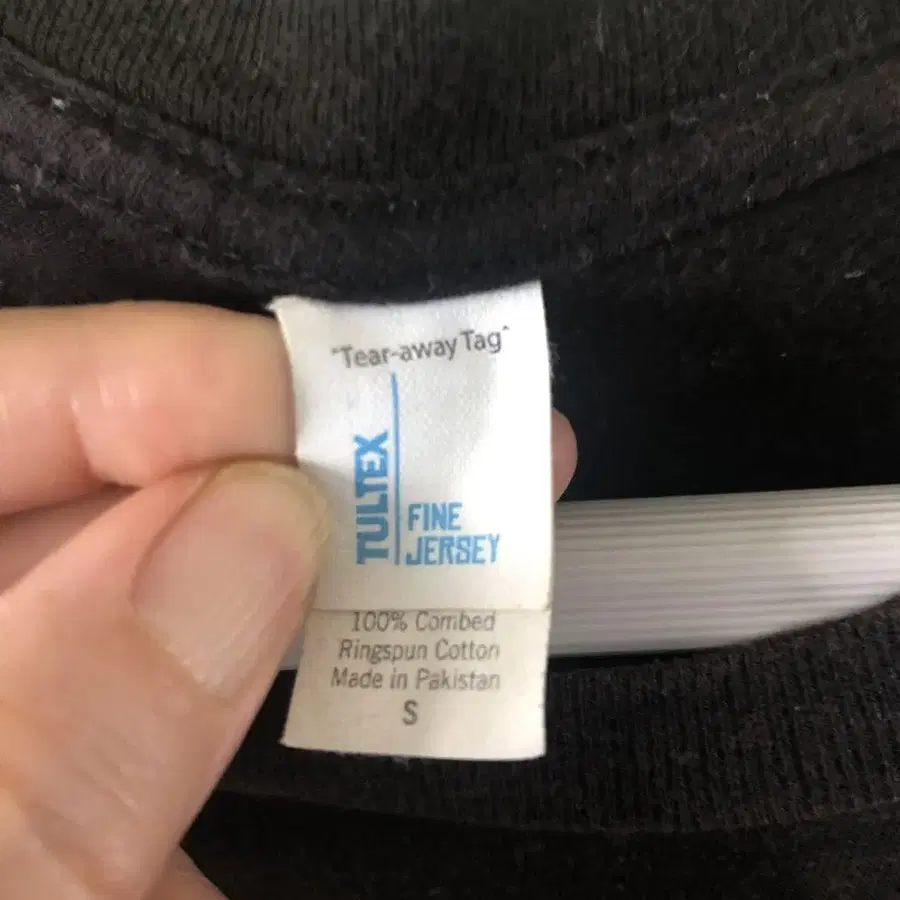 "Tear-away Tag"
TULTEX
FINE
JERSEY
100% Combed
Ringspun Cotton
Made in Pakistan
S